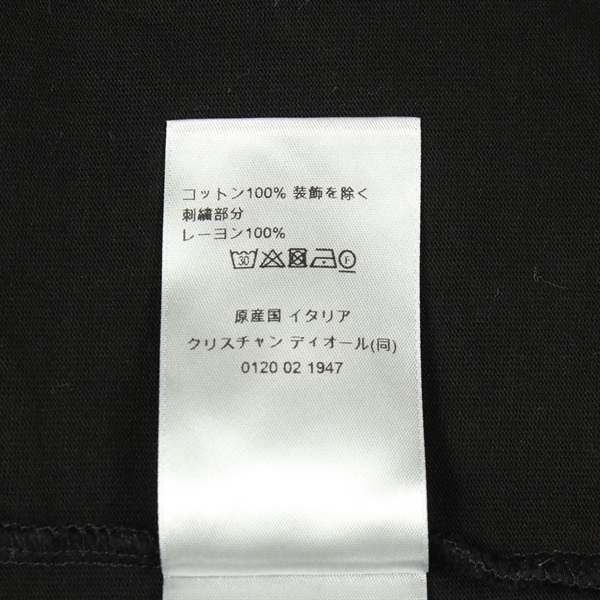 コットン100% 装飾を除く
刺繍部分
レーヨン100%
30 F
原産国 イタリア
クリスチャン ディオール(同)
0120 02 1947